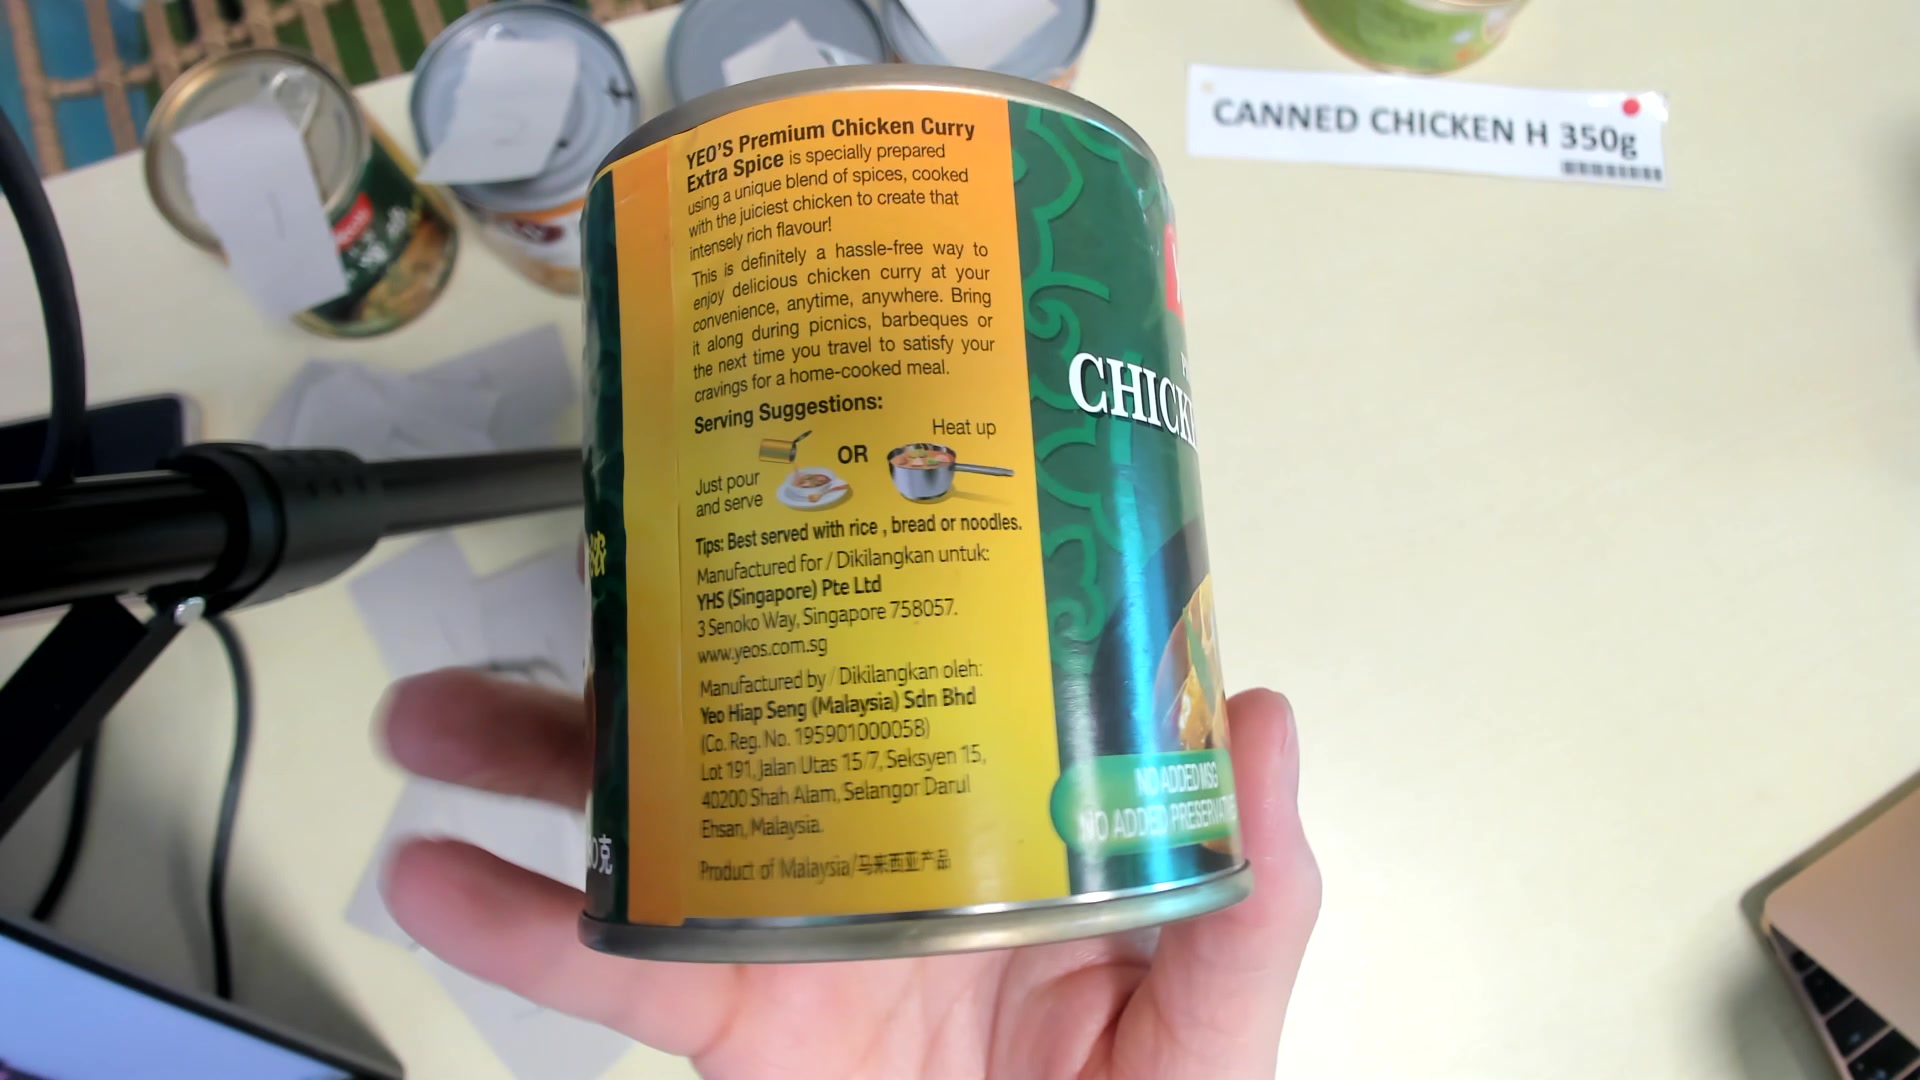 CANNED CHICKEN H 350g
YEO'S Premium Chicken Curry
Extra Spice is specially prepared
using a unique blend of spices, cooked
with the juiciest chicken to create that
intensely rich flavour!
This is definitely a hassle-free way to
enjoy delicious chicken curry at your
convenience, anytime, anywhere. Bring
it along during picnics, barbeques or
the next time you travel to satisfy your
cravings for a home-cooked meal.
Serving Suggestions:
Just pour
and serve
OR
Heat up
Tips: Best served with rice , bread or noodles.
Manufactured for / Dikilangkan untuk:
YHS (Singapore) Pte Ltd
3 Senoko Way, Singapore 758057.
www.yeos.com.sg
Manufactured by / Dikilangkan oleh:
Yeo Hiap Seng (Malaysia) Sdn Bhd
(Co. Reg. No. 195901000058)
Lot 191, Jalan Utas 15/7, Seksyen 15,
40200 Shah Alam, Selangor Darul
Ehsan, Malaysia.
Product of Malaysia/马来西亚产品
NO ADDED MSG
NO ADDED